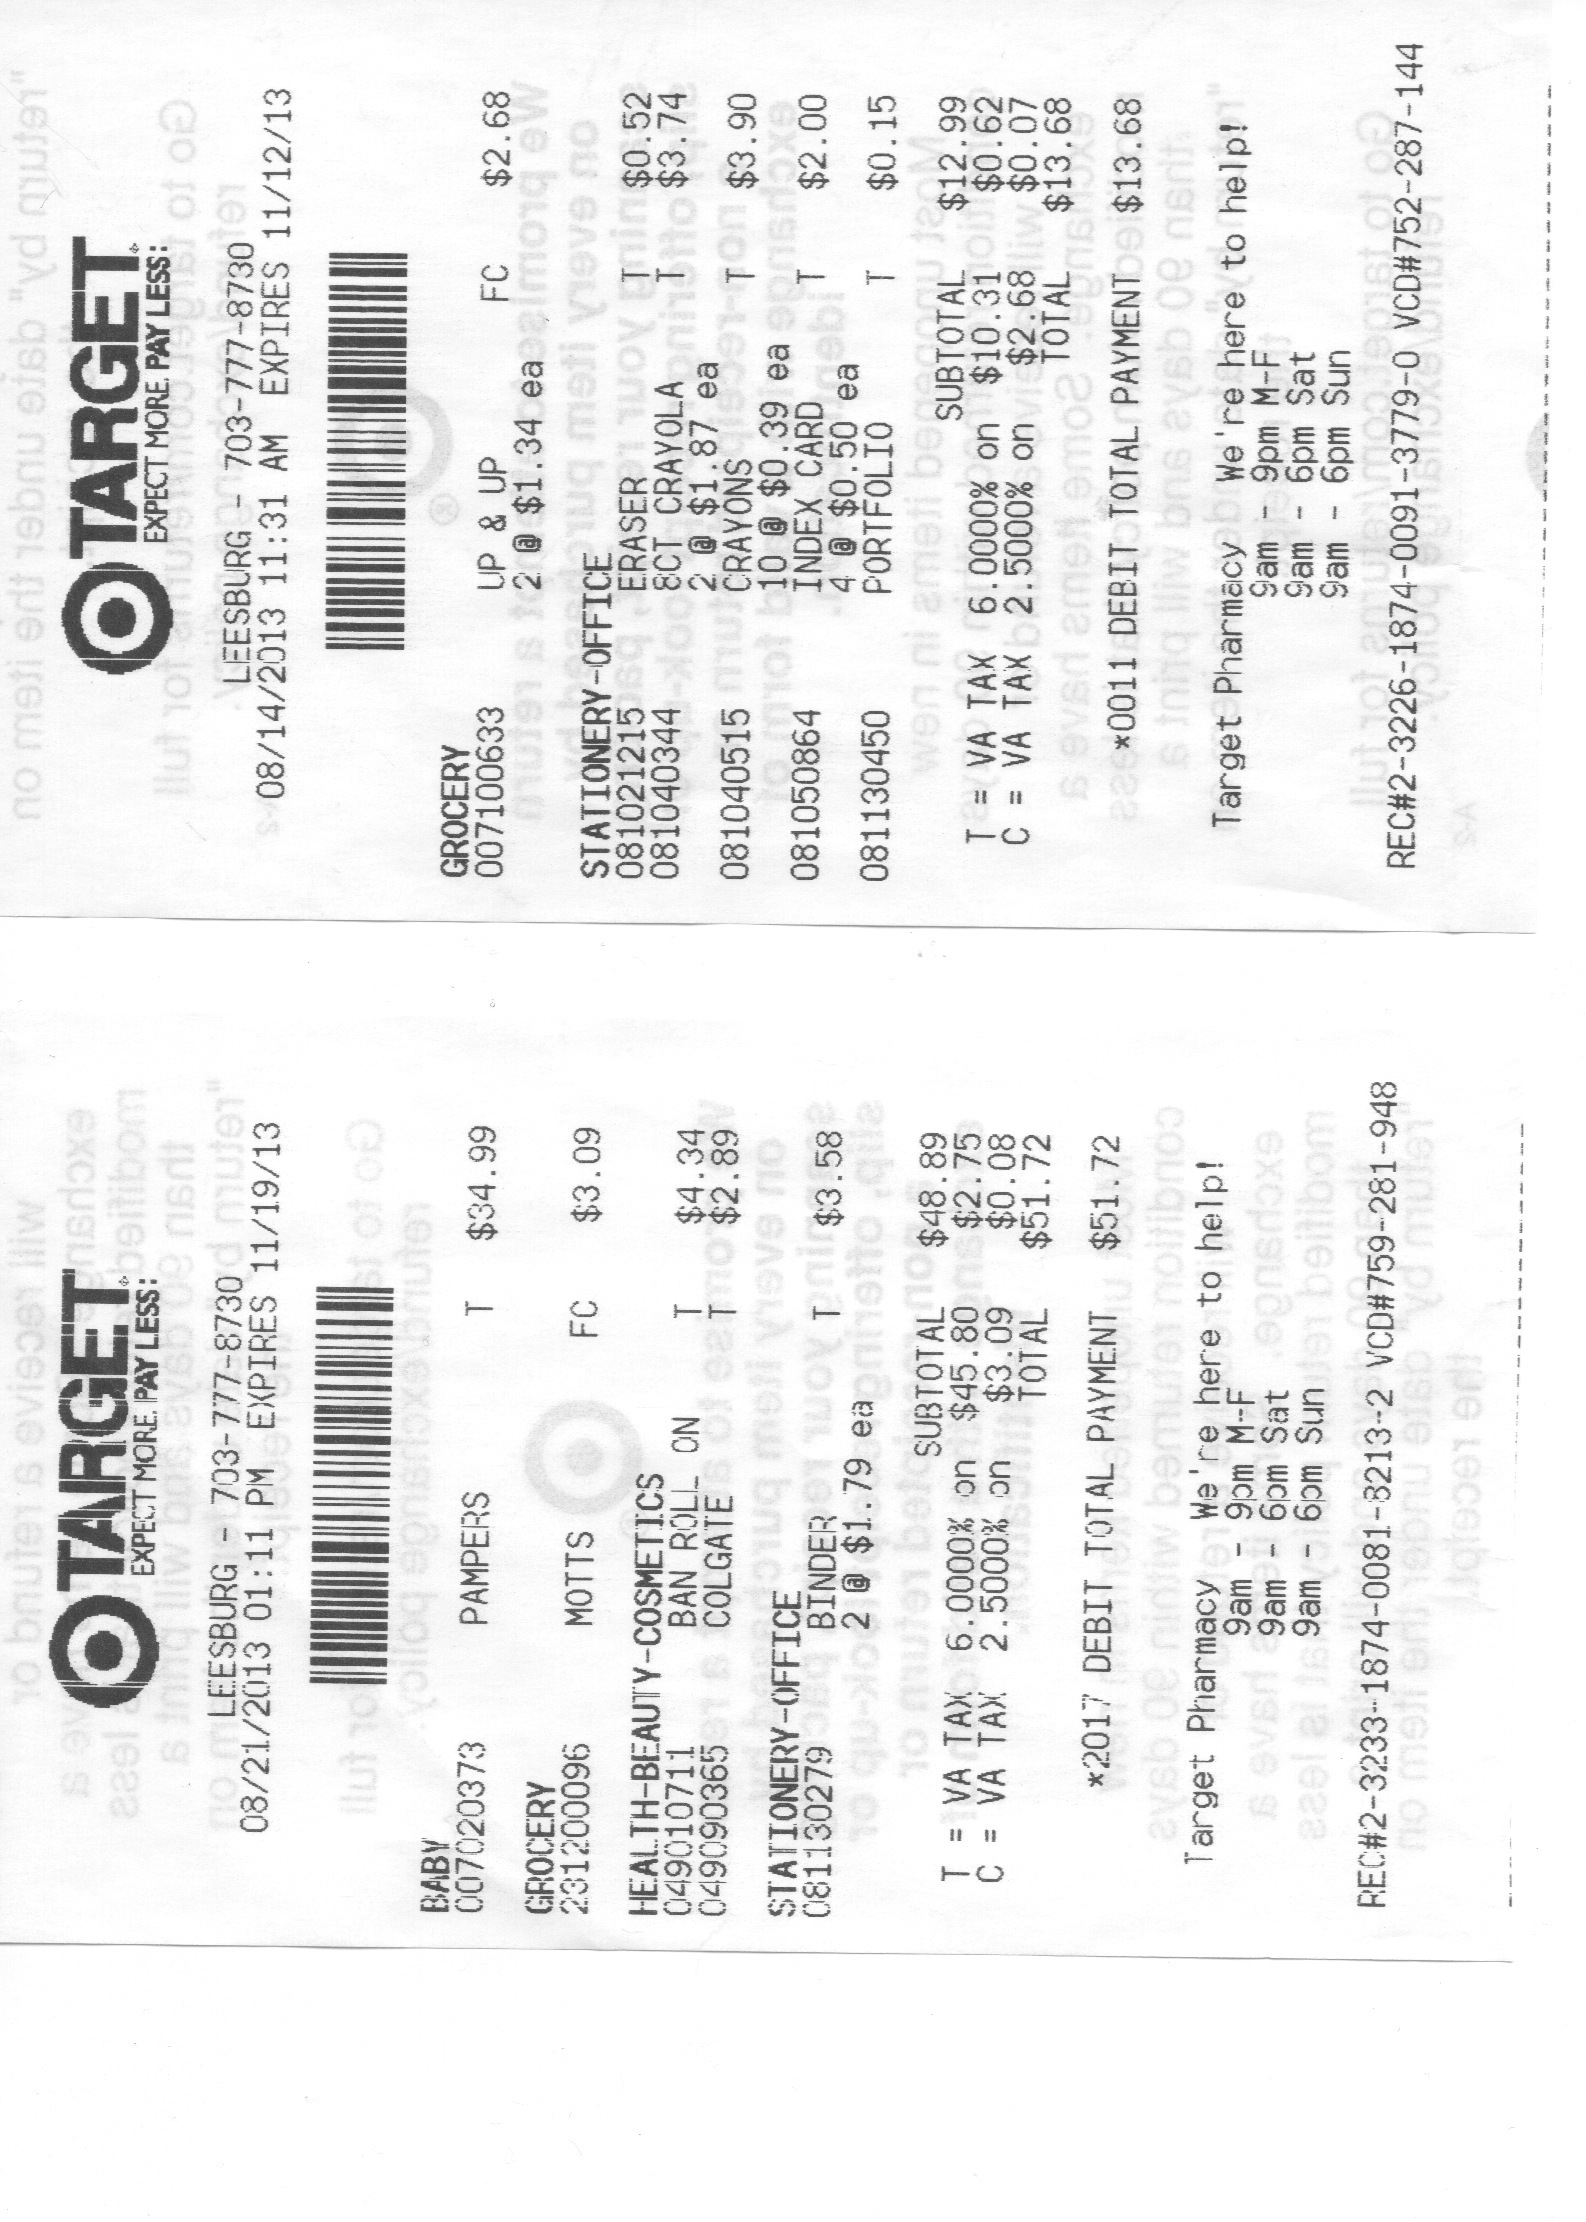 TARGET
EXPECT MORE. PAY LESS:
LEESBURG - 703-777-8730
08/14/2013 11:31 AM EXPIRES 11/12/13
GROCERY
007100633 UP & UP FC $2.68
2 @ $1.34 ea
STATIONERY-OFFICE
081021215 ERASER T $0.52
081040344 8CT CRAYOLA T $3.74
2 @ $1.87 ea
081040515 CRAYONS T $3.90
10 @ $0.39 ea
081050864 INDEX CARD T $2.00
4 @ $0.50 ea
081130450 PORTFOLIO T $0.15
SUBTOTAL $12.99
T = VA TAX 6.0000% on $10.31 $0.62
C = VA TAX 2.5000% on $2.68 $0.07
TOTAL $13.68
*0011 DEBIT TOTAL PAYMENT $13.68
Target Pharmacy We're here to help!
9am - 9pm M-F
9am - 6pm Sat
9am - 6pm Sun
REC#2-3226-1874-0091-3779-0 VCD#752-287-144
TARGET
EXPECT MORE. PAY LESS:
LEESBURG - 703-777-8730
08/21/2013 01:11 PM EXPIRES 11/19/13
BABY
007020373 PAMPERS T $34.99
GROCERY
231200096 MOTTS FC $3.09
HEALTH-BEAUTY-COSMETICS
049010711 BAN ROLL ON T $4.34
049090365 COLGATE T $2.89
STATIONERY-OFFICE
081130279 BINDER T $3.58
2 @ $1.79 ea
SUBTOTAL $48.89
T = VA TAX 6.0000% on $45.80 $2.75
C = VA TAX 2.5000% on $3.09 $0.08
TOTAL $51.72
*2017 DEBIT TOTAL PAYMENT $51.72
Target Pharmacy We're here to help!
9am - 9pm M-F
9am - 6pm Sat
9am - 6pm Sun
REC#2-3233-1874-0081-8213-2 VCD#759-281-948